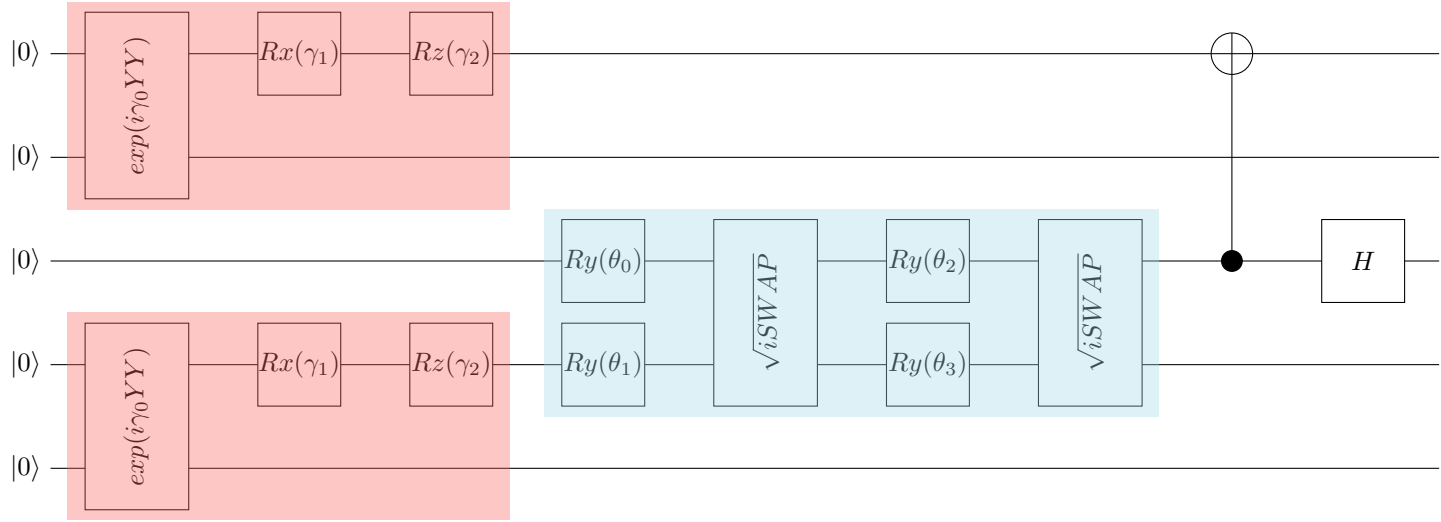 |0⟩ exp(iγ₀YY) Rx(γ₁) Rz(γ₂)
|0⟩
|0⟩ Ry(θ₀) √iSWAP Ry(θ₂) √iSWAP H
|0⟩ exp(iγ₀YY) Rx(γ₁) Rz(γ₂) Ry(θ₁) Ry(θ₃)
|0⟩